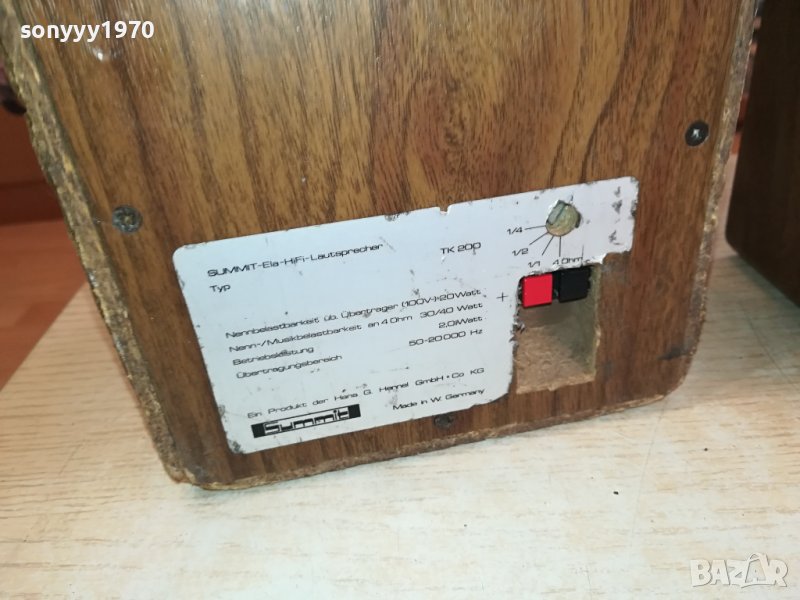 sonyyy1970
SUMMIT-Ela-HiFi-Lautsprecher
Typ TK 200
1/4
1/2
1/1 4 Ohm
+
Nennbelastbarkeit üb. Übertrager (100V-) 20 Watt
Nenn-/Musikbelastbarkeit an 4 Ohm 30/40 Watt
Betriebsleistung 2.0 Watt
Übertragungsbereich 50-20000 Hz
Ein Produkt der Hans G. Hennel GmbH + Co KG
Summit Made in W. Germany
BAZAR